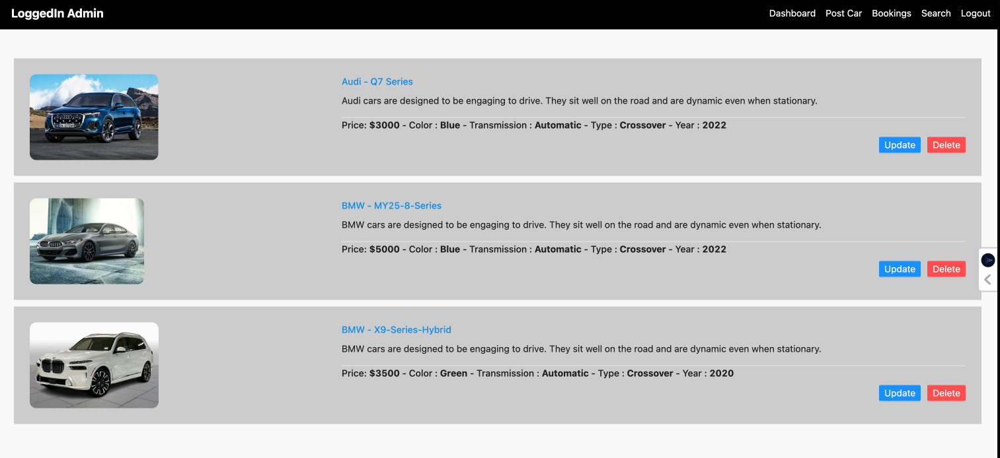 LoggedIn Admin
Dashboard Post Car Bookings Search Logout
Audi - Q7 Series
Audi cars are designed to be engaging to drive. They sit well on the road and are dynamic even when stationary.
Price: $3000 - Color : Blue - Transmission : Automatic - Type : Crossover - Year : 2022
Update Delete
BMW - MY25-8-Series
BMW cars are designed to be engaging to drive. They sit well on the road and are dynamic even when stationary.
Price: $5000 - Color : Blue - Transmission : Automatic - Type : Crossover - Year : 2022
Update Delete
BMW - X9-Series-Hybrid
BMW cars are designed to be engaging to drive. They sit well on the road and are dynamic even when stationary.
Price: $3500 - Color : Green - Transmission : Automatic - Type : Crossover - Year : 2020
Update Delete